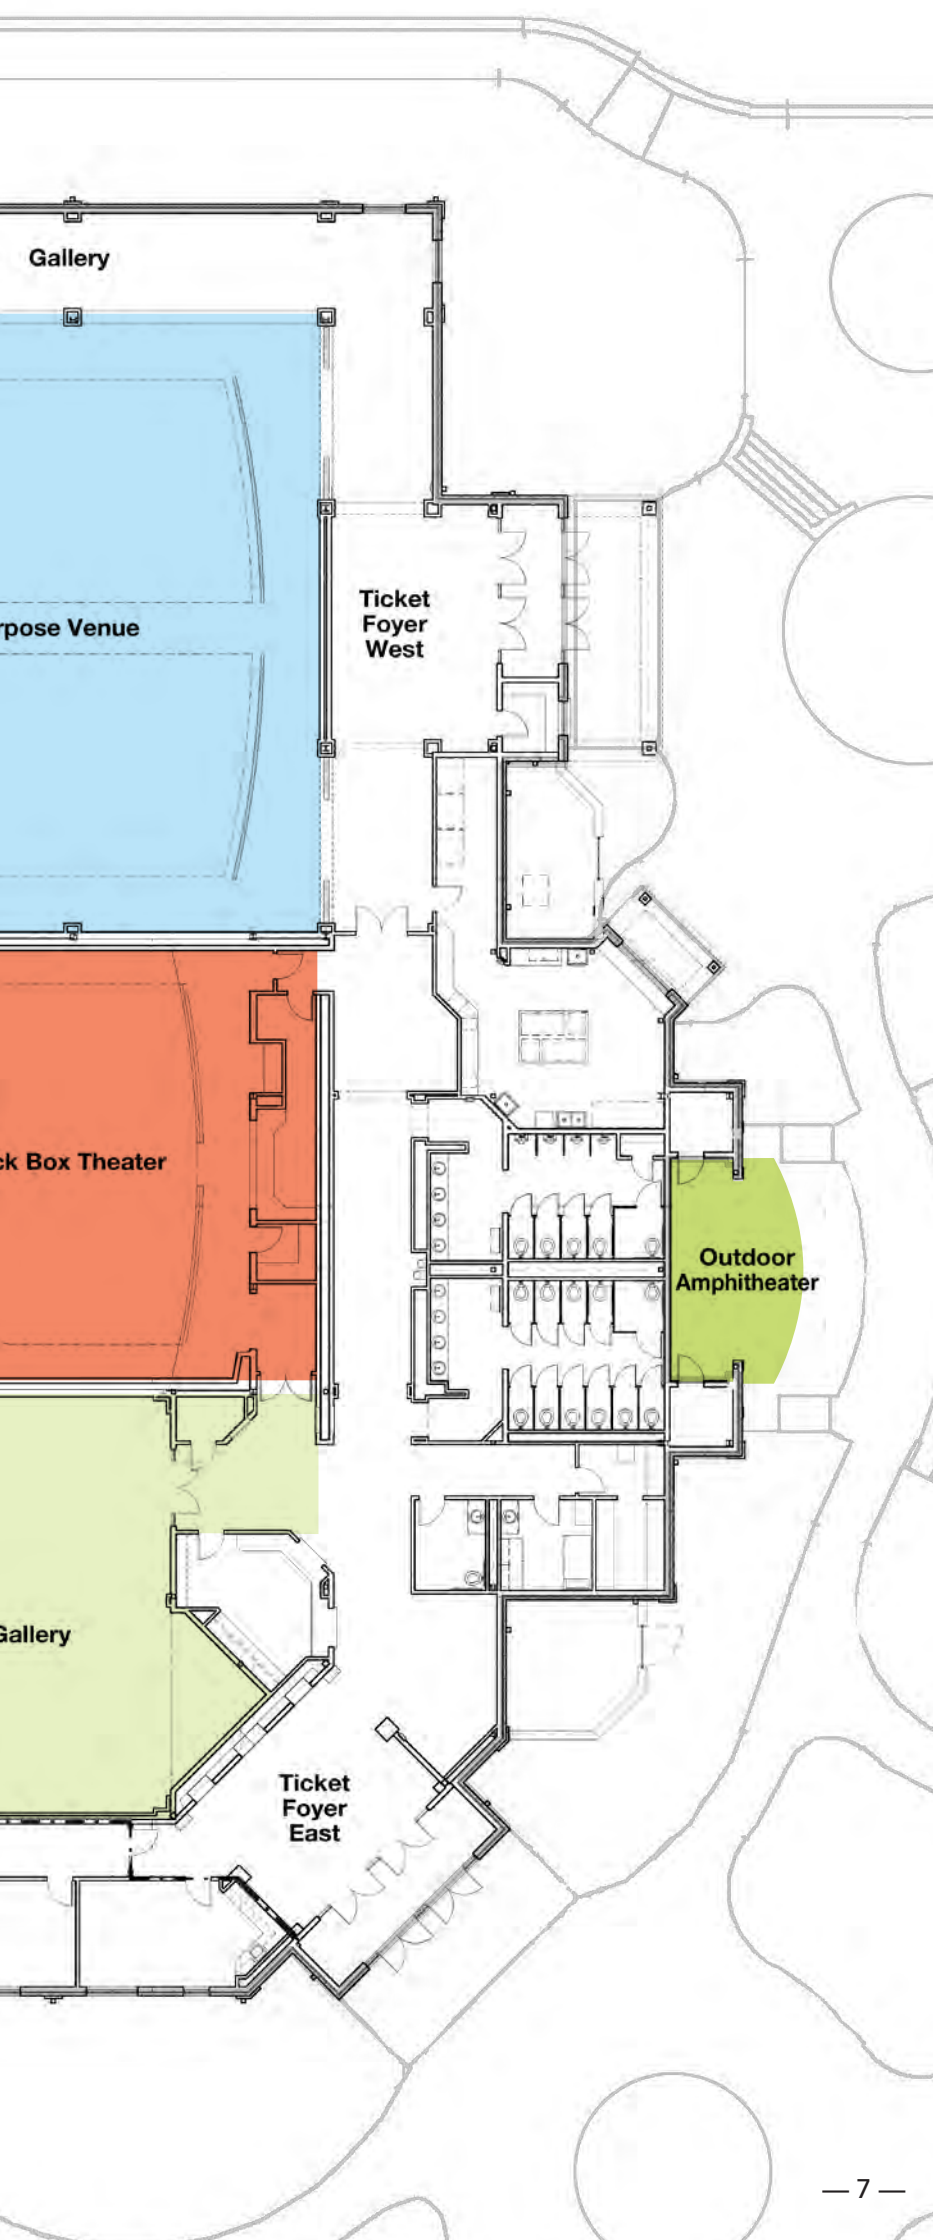 Gallery
Ticket
Foyer
West
rpose Venue
ck Box Theater
Outdoor
Amphitheater
Gallery
Ticket
Foyer
East
— 7 —